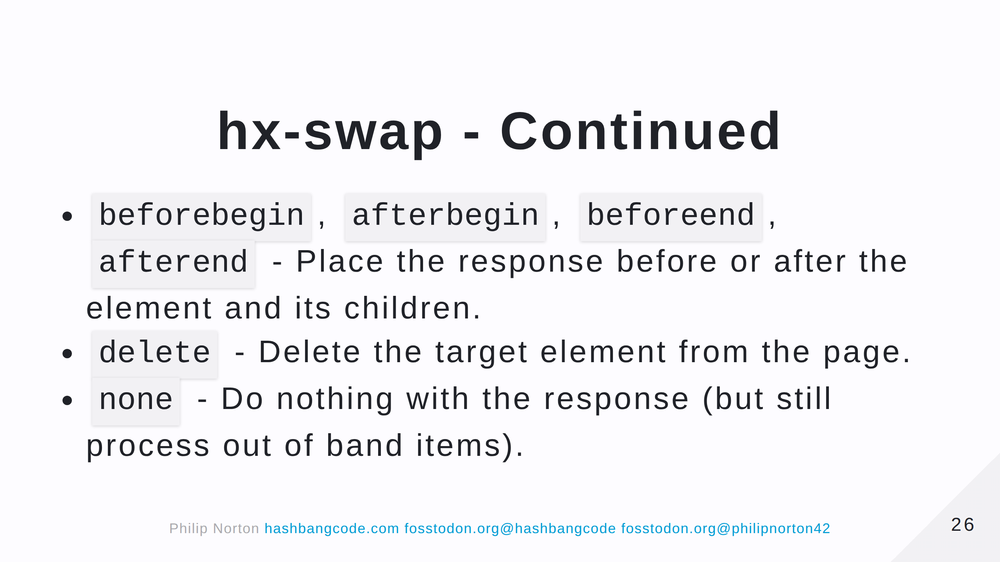 hx-swap - Continued
• beforebegin, afterbegin, beforeend,
afterend - Place the response before or after the
element and its children.
• delete - Delete the target element from the page.
• none - Do nothing with the response (but still
process out of band items).
Philip Norton hashbangcode.com fosstodon.org@hashbangcode fosstodon.org@philipnorton42
26